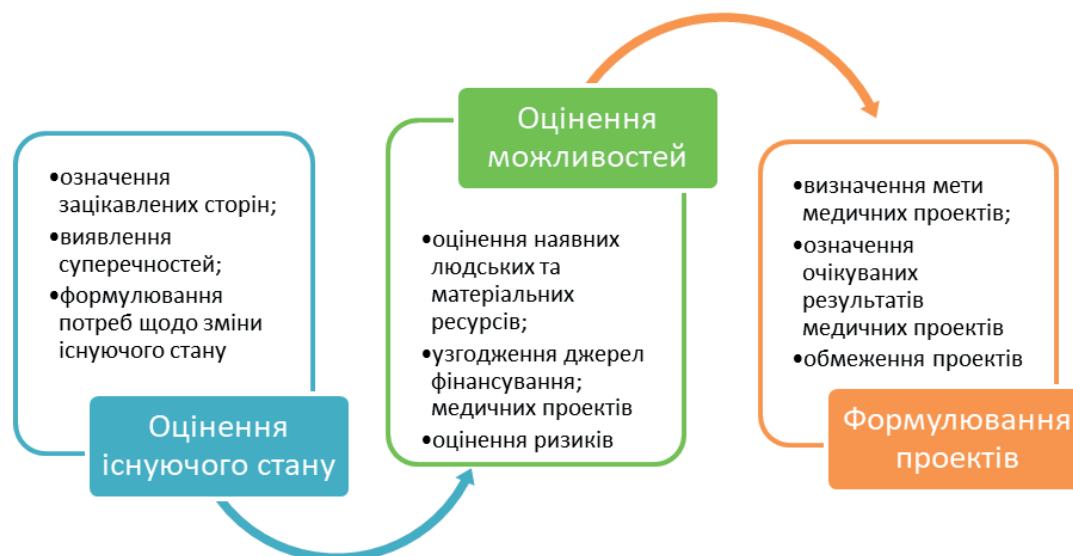 •означення
зацікавлених сторін;
•виявлення
суперечностей;
•формулювання
потреб щодо зміни
існуючого стану
Оцінення
існуючого стану
Оцінення
можливостей
•оцінення наявних
людських та
матеріальних
ресурсів;
•узгодження джерел
фінансування;
медичних проектів
•оцінення ризиків
•визначення мети
медичних проектів;
•означення
очікуваних
результатів
медичних проектів
•обмеження проектів
Формулювання
проектів